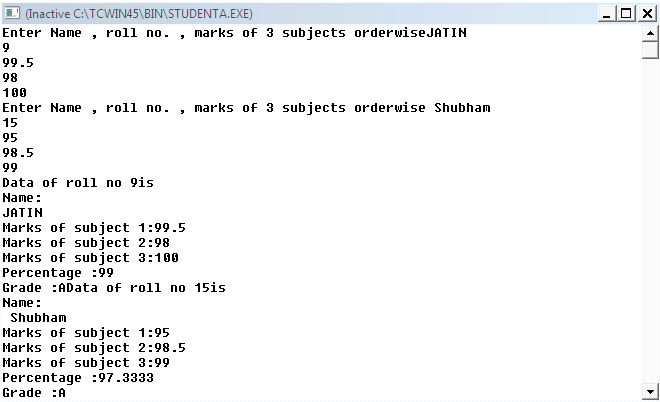 (Inactive C:\TCWIN45\BIN\STUDENTA.EXE)
Enter Name , roll no. , marks of 3 subjects orderwiseJATIN
9
99.5
98
100
Enter Name , roll no. , marks of 3 subjects orderwise Shubham
15
95
98.5
99
Data of roll no 9is
Name:
JATIN
Marks of subject 1:99.5
Marks of subject 2:98
Marks of subject 3:100
Percentage :99
Grade :AData of roll no 15is
Name:
 Shubham
Marks of subject 1:95
Marks of subject 2:98.5
Marks of subject 3:99
Percentage :97.3333
Grade :A